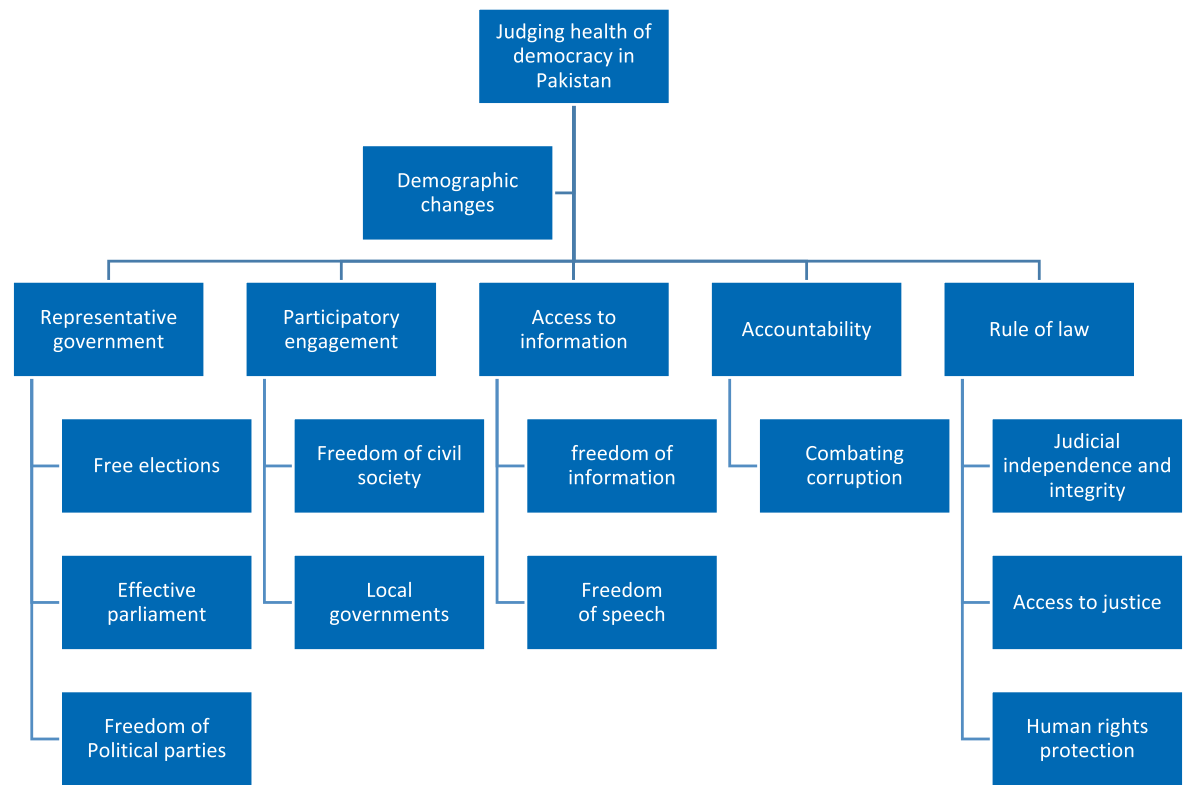 Judging health of
democracy in
Pakistan
Demographic
changes
Representative
government
Participatory
engagement
Access to
information
Accountability
Rule of law
Free elections
Freedom of civil
society
freedom of
information
Combating
corruption
Judicial
independence and
integrity
Effective
parliament
Local
governments
Freedom
of speech
Access to justice
Freedom of
Political parties
Human rights
protection